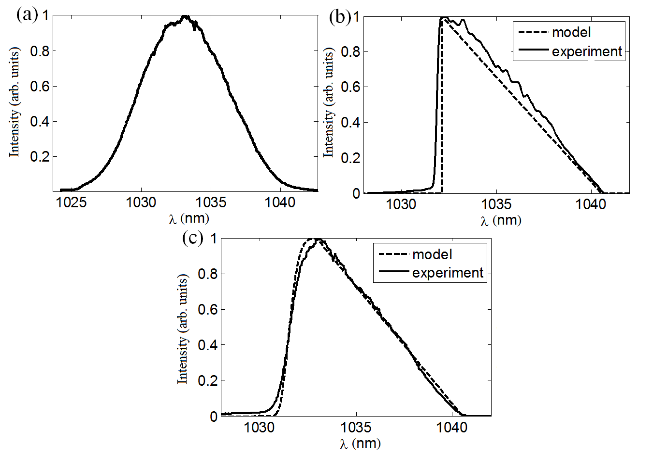 (a)
Intensity (arb. units)
1
0.8
0.6
0.4
0.2
1025 1030 1035 1040
λ (nm)
(b)
Intensity (arb. units)
1
0.8
0.6
0.4
0.2
0
1030 1035 1040
λ (nm)
model
experiment
(c)
Intensity (arb. units)
1
0.8
0.6
0.4
0.2
0
1030 1035 1040
λ (nm)
model
experiment